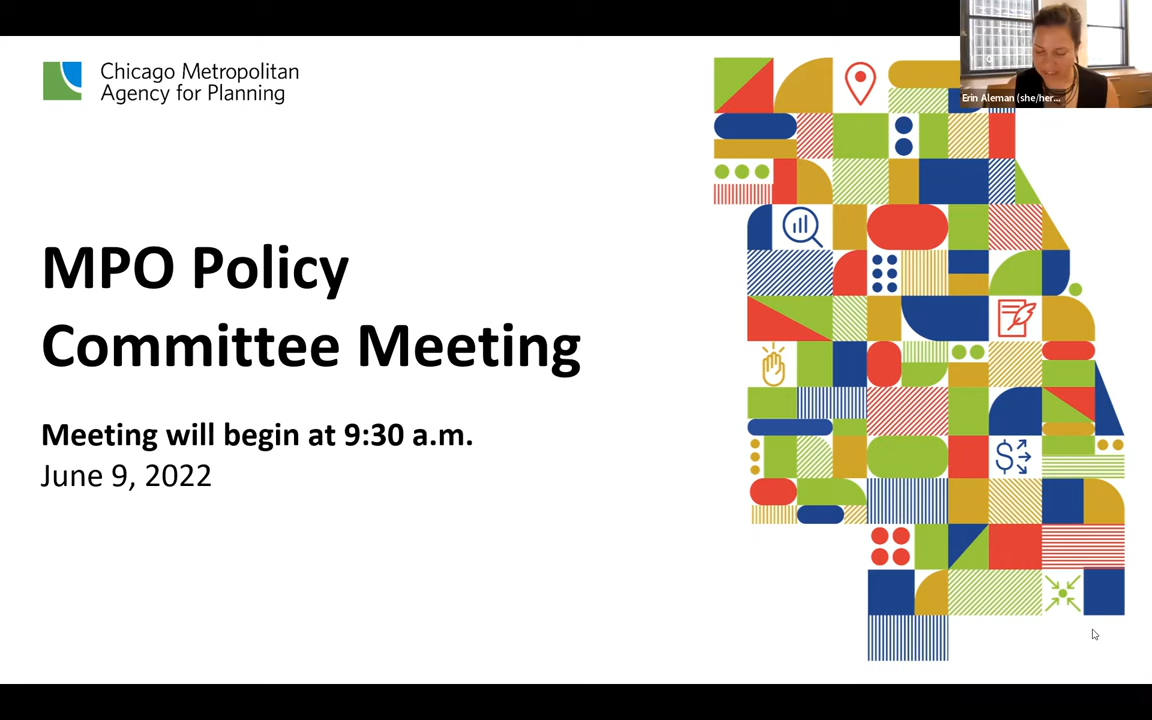 Chicago Metropolitan
Agency for Planning
Erin Aleman (she/her...
MPO Policy
Committee Meeting
Meeting will begin at 9:30 a.m.
June 9, 2022